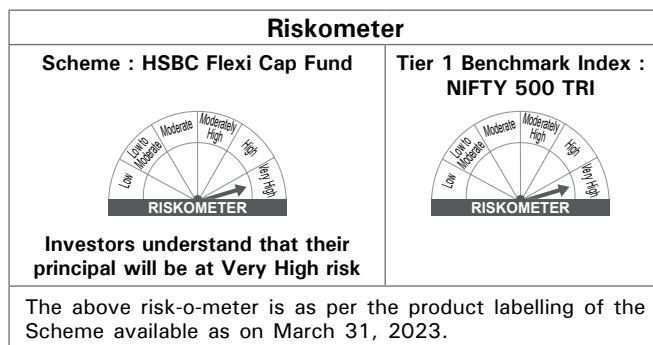 Riskometer
Scheme : HSBC Flexi Cap Fund
Low
Low to
Moderate
Moderate
Moderately
High
High
Very High
RISKOMETER
Investors understand that their
principal will be at Very High risk
Tier 1 Benchmark Index :
NIFTY 500 TRI
Low
Low to
Moderate
Moderate
Moderately
High
High
Very High
RISKOMETER
The above risk-o-meter is as per the product labelling of the
Scheme available as on March 31, 2023.